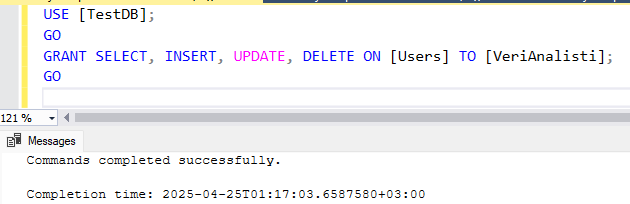 USE [TestDB];
GO
GRANT SELECT, INSERT, UPDATE, DELETE ON [Users] TO [VeriAnalisti];
GO
121 %
Messages
Commands completed successfully.
Completion time: 2025-04-25T01:17:03.6587580+03:00